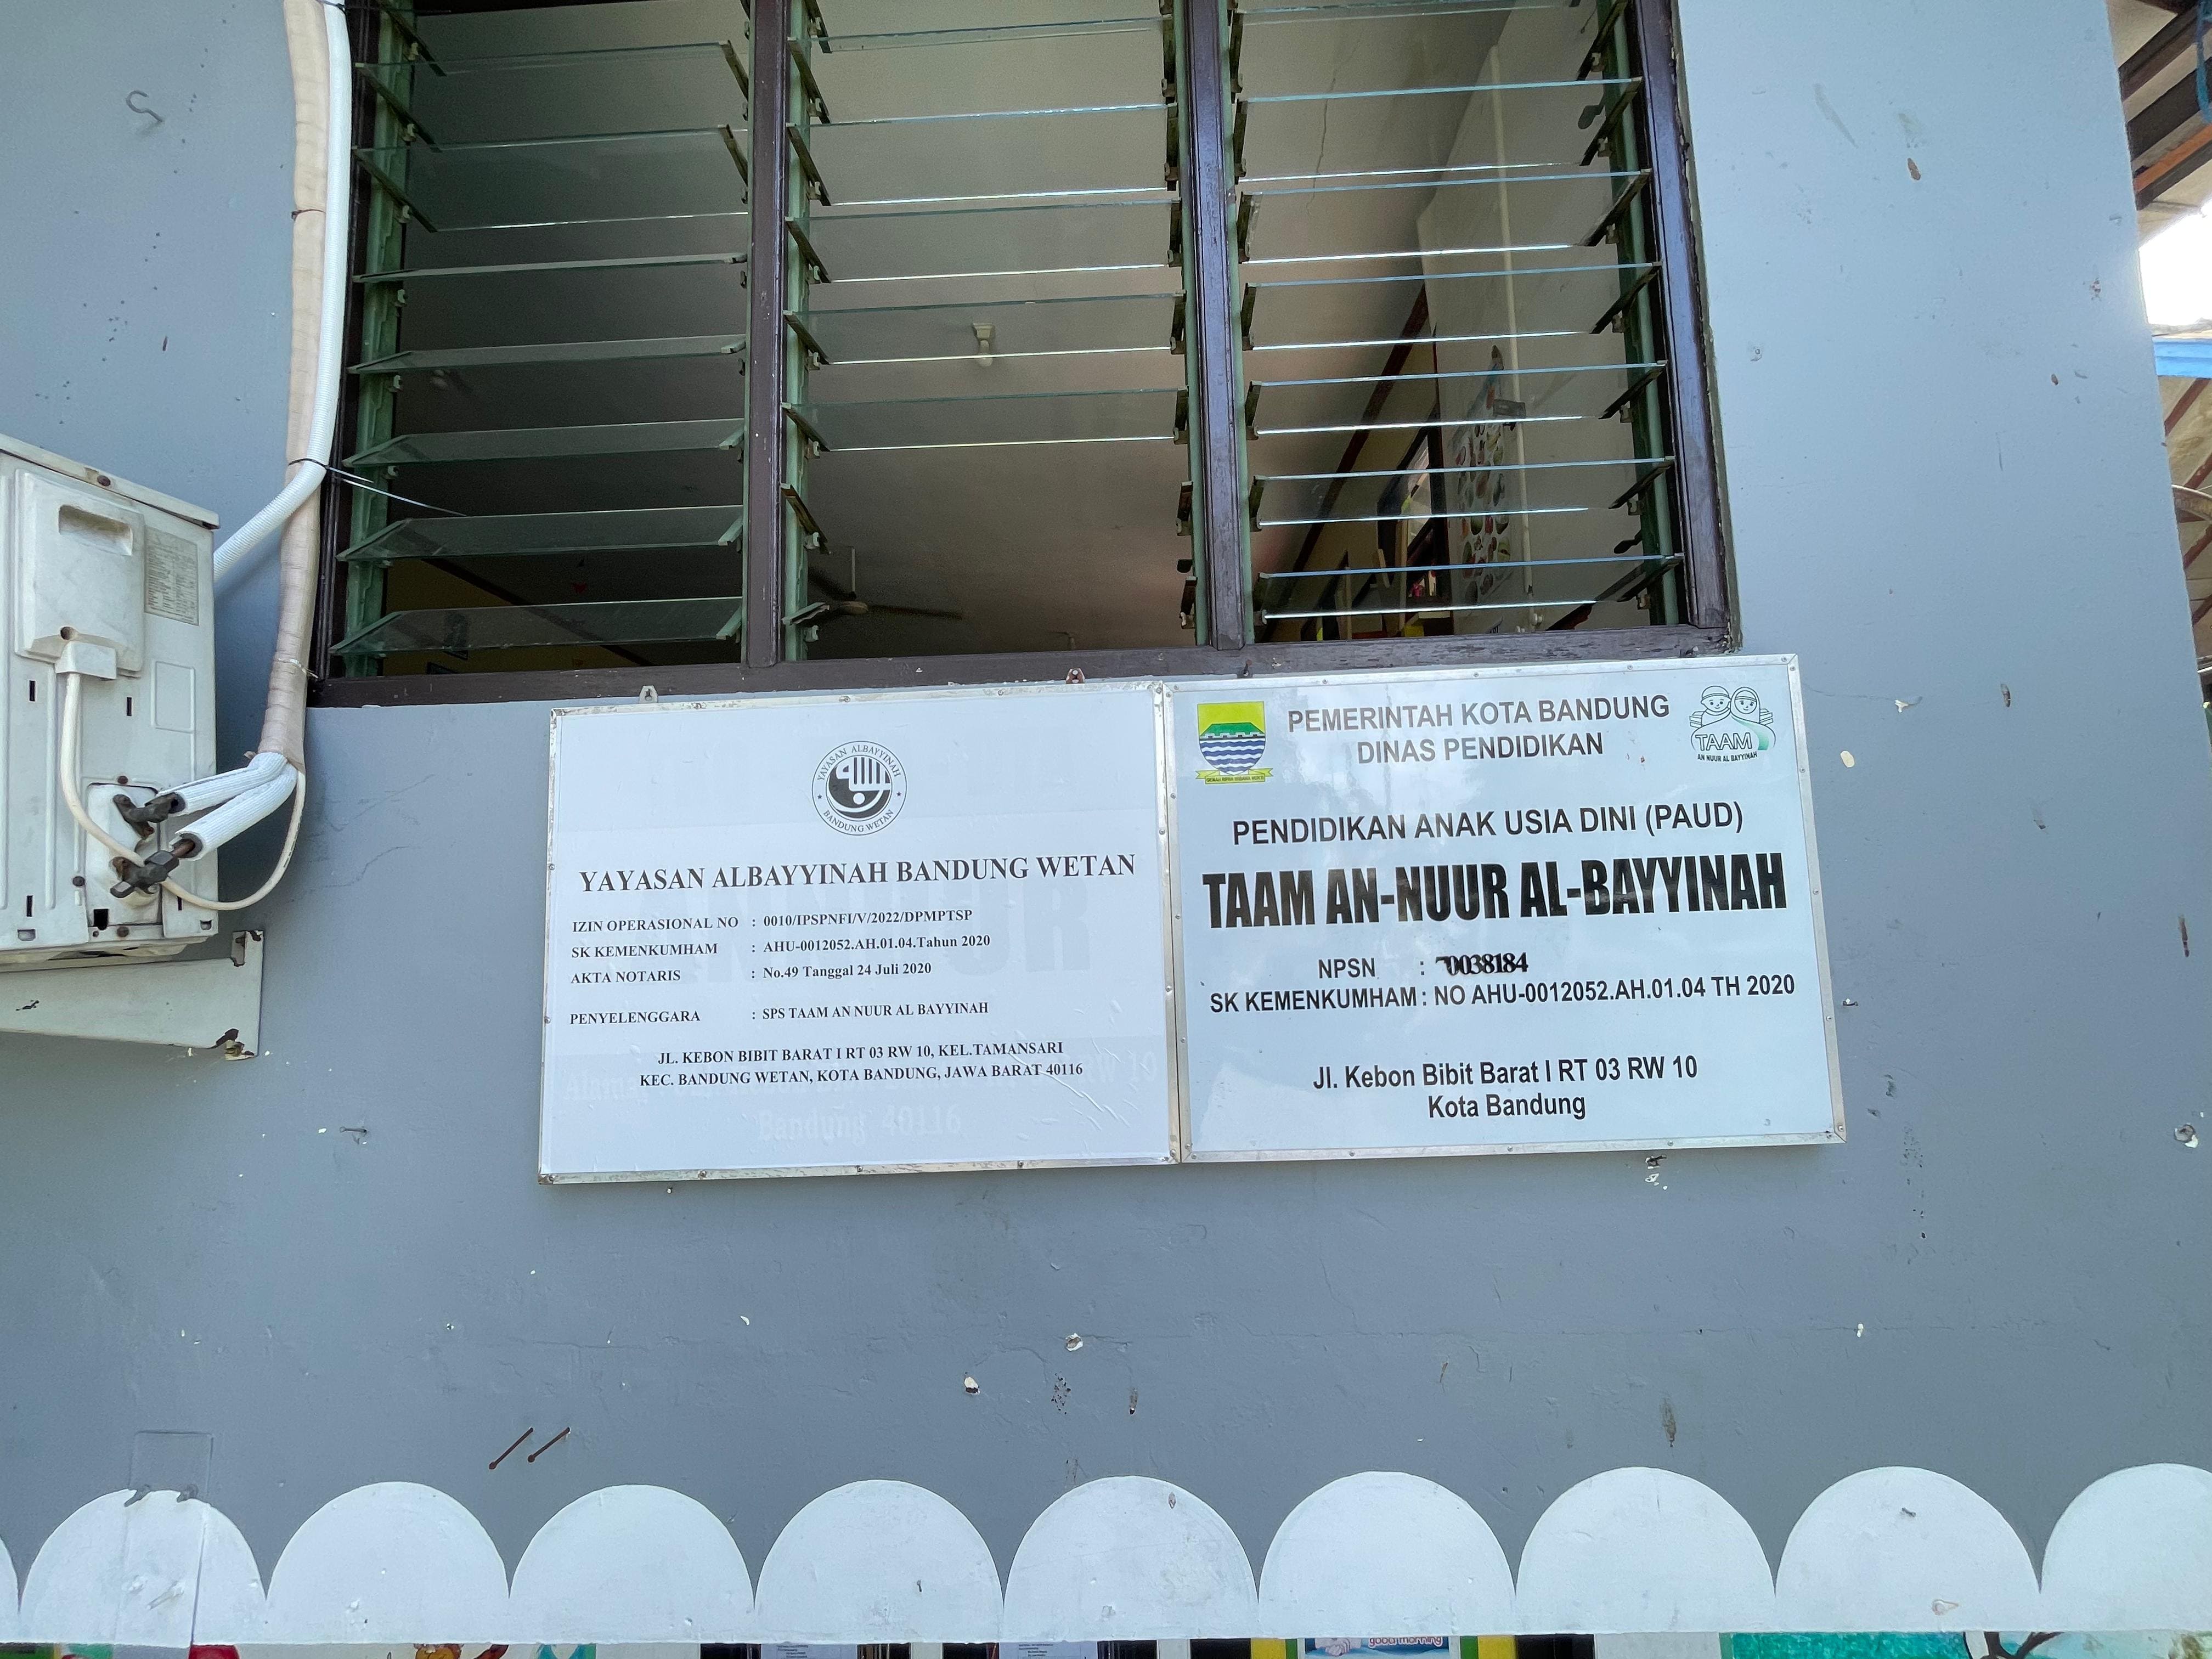 YAYASAN ALBAYYINAH
BANDUNG WETAN
YAYASAN ALBAYYINAH BANDUNG WETAN
IZIN OPERASIONAL NO : 0010/IPSPNFI/V/2022/DPMPTSP
SK KEMENKUMHAM : AHU-0012052.AH.01.04.Tahun 2020
AKTA NOTARIS : No.49 Tanggal 24 Juli 2020
PENYELENGGARA : SPS TAAM AN NUUR AL BAYYINAH
JL. KEBON BIBIT BARAT I RT 03 RW 10, KEL.TAMANSARI
KEC. BANDUNG WETAN, KOTA BANDUNG, JAWA BARAT 40116
Bandung 40116
PEMERINTAH KOTA BANDUNG
DINAS PENDIDIKAN
TAAM
AN NUUR AL BAYYINAH
PENDIDIKAN ANAK USIA DINI (PAUD)
TAAM AN-NUUR AL-BAYYINAH
NPSN : 70038184
SK KEMENKUMHAM : NO AHU-0012052.AH.01.04 TH 2020
Jl. Kebon Bibit Barat I RT 03 RW 10
Kota Bandung
good morning